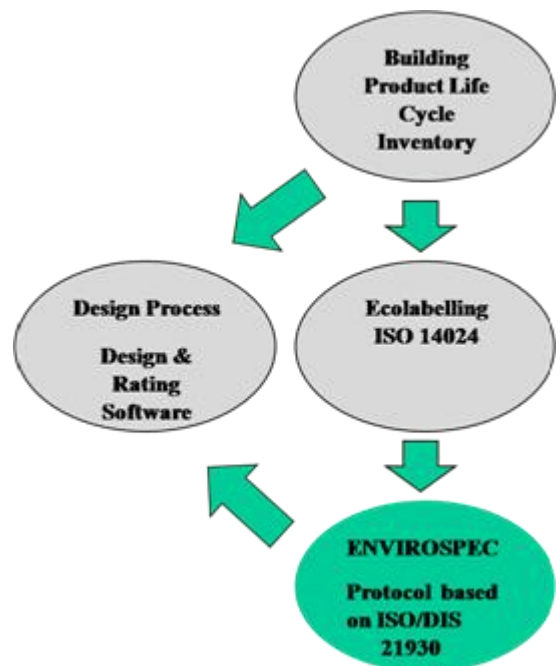 Building
Product Life
Cycle
Inventory
Design Process
Design &
Rating
Software
Ecolabelling
ISO 14024
ENVIROSPEC
Protocol based
on ISO/DIS
21930